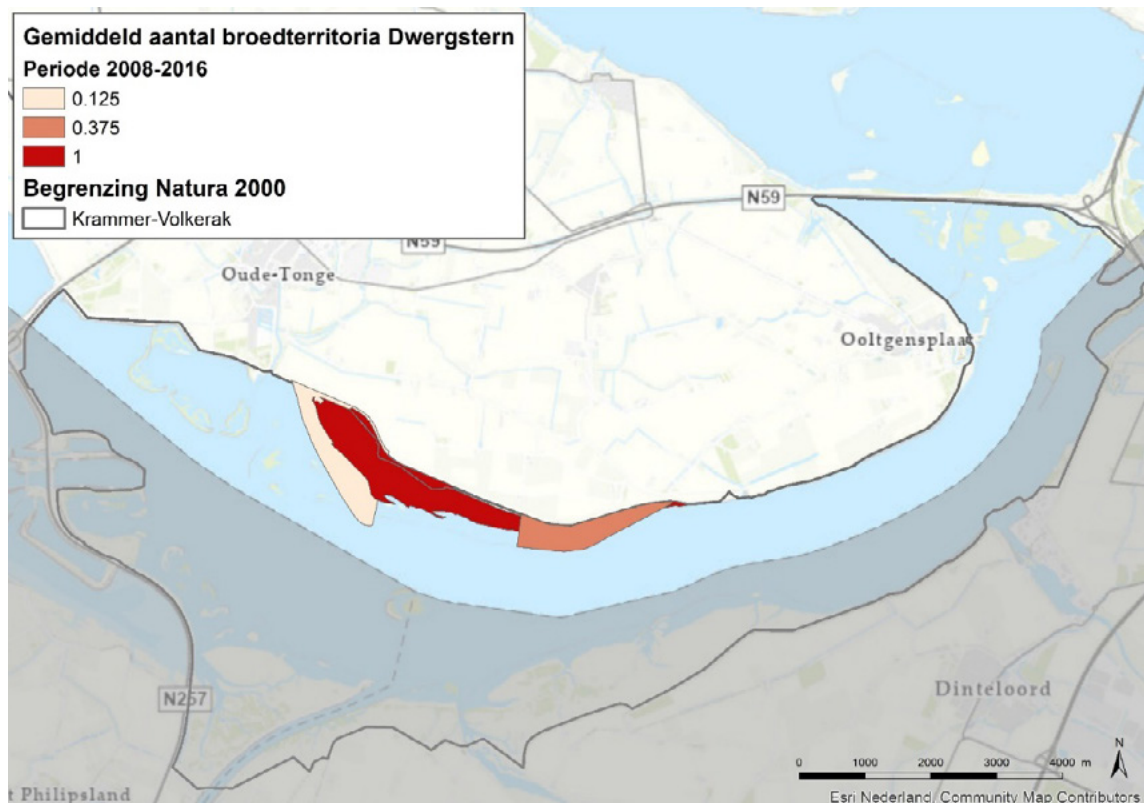 Gemiddeld aantal broedterritoria Dwergstern
Periode 2008-2016
0.125
0.375
1
Begrenzing Natura 2000
Krammer-Volkerak
N59
N59
Oude-Tonge
Ooltgensplaat
N257
Dinteloord
t Philipsland
N
0 1000 2000 3000 4000 m
Esri Nederland, Community Map Contributors